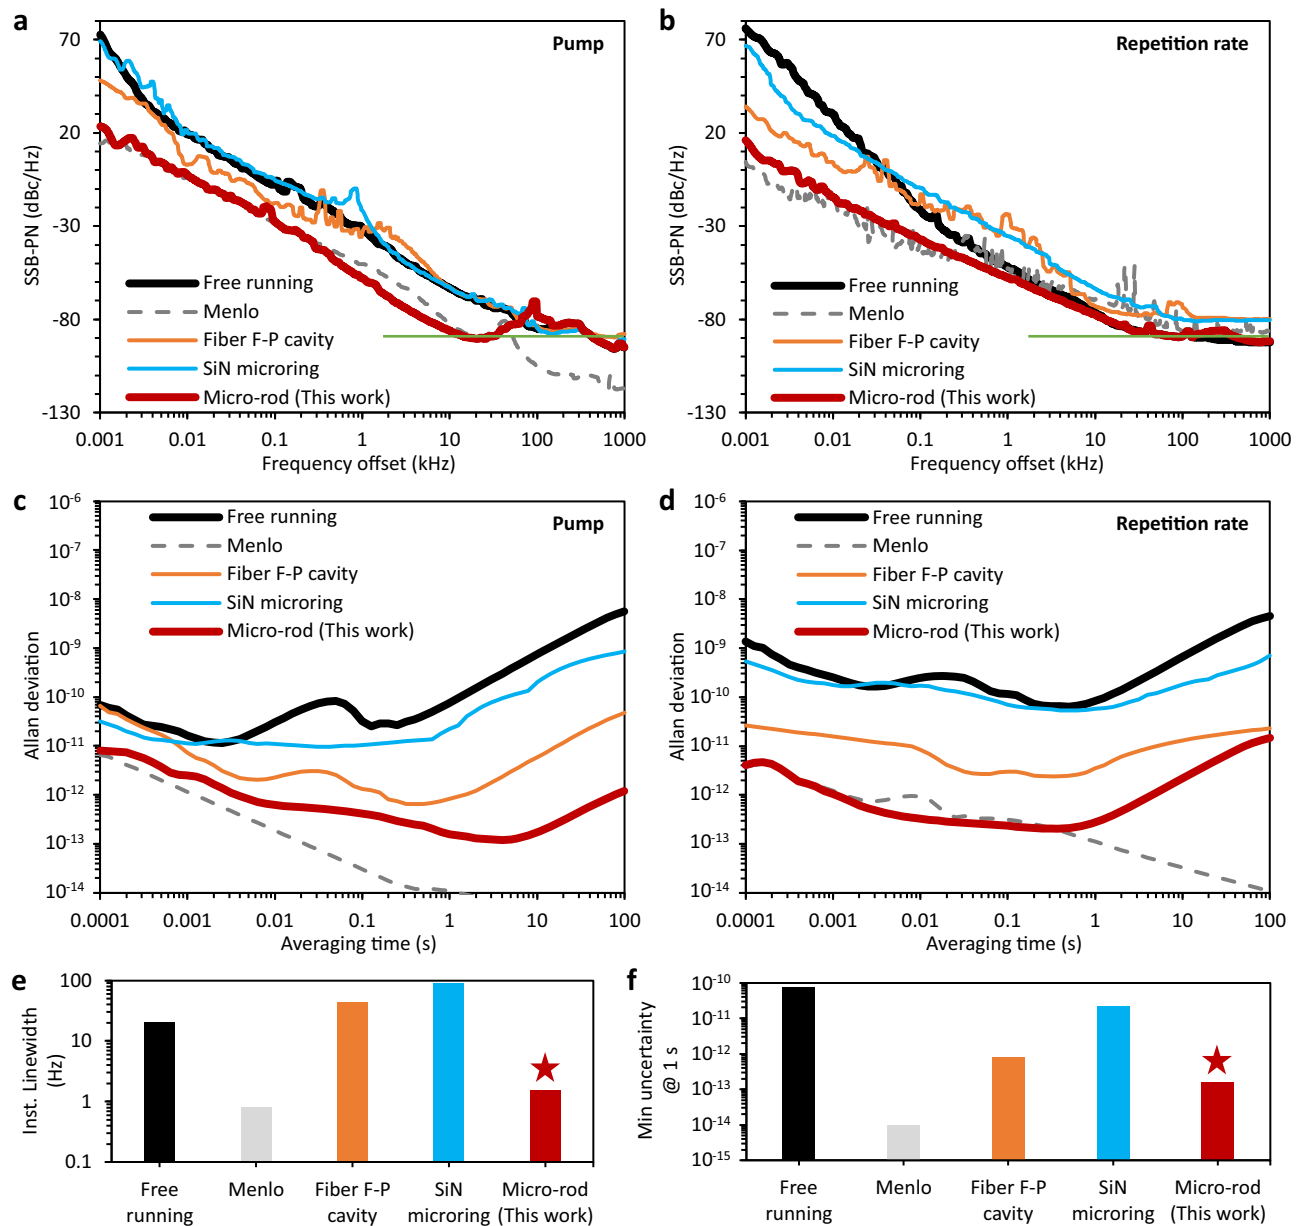 a
Pump
SSB-PN (dBc/Hz)
70
20
-30
-80
-130
Free running
Menlo
Fiber F-P cavity
SiN microring
Micro-rod (This work)
0.001 0.01 0.1 1 10 100 1000
Frequency offset (kHz)
b
Repetition rate
SSB-PN (dBc/Hz)
70
20
-30
-80
-130
Free running
Menlo
Fiber F-P cavity
SiN microring
Micro-rod (This work)
0.001 0.01 0.1 1 10 100 1000
Frequency offset (kHz)
c
Pump
Allan deviation
10-6
10-7
10-8
10-9
10-10
10-11
10-12
10-13
10-14
Free running
Menlo
Fiber F-P cavity
SiN microring
Micro-rod (This work)
0.0001 0.001 0.01 0.1 1 10 100
Averaging time (s)
d
Repetition rate
Allan deviation
10-6
10-7
10-8
10-9
10-10
10-11
10-12
10-13
10-14
Free running
Menlo
Fiber F-P cavity
SiN microring
Micro-rod (This work)
0.0001 0.001 0.01 0.1 1 10 100
Averaging time (s)
e
Inst. Linewidth
(Hz)
100
10
1
0.1
Free
running
Menlo
Fiber F-P
cavity
SiN
microring
Micro-rod
(This work)
f
Min uncertainty
@ 1 s
10-10
10-11
10-12
10-13
10-14
10-15
Free
running
Menlo
Fiber F-P
cavity
SiN
microring
Micro-rod
(This work)